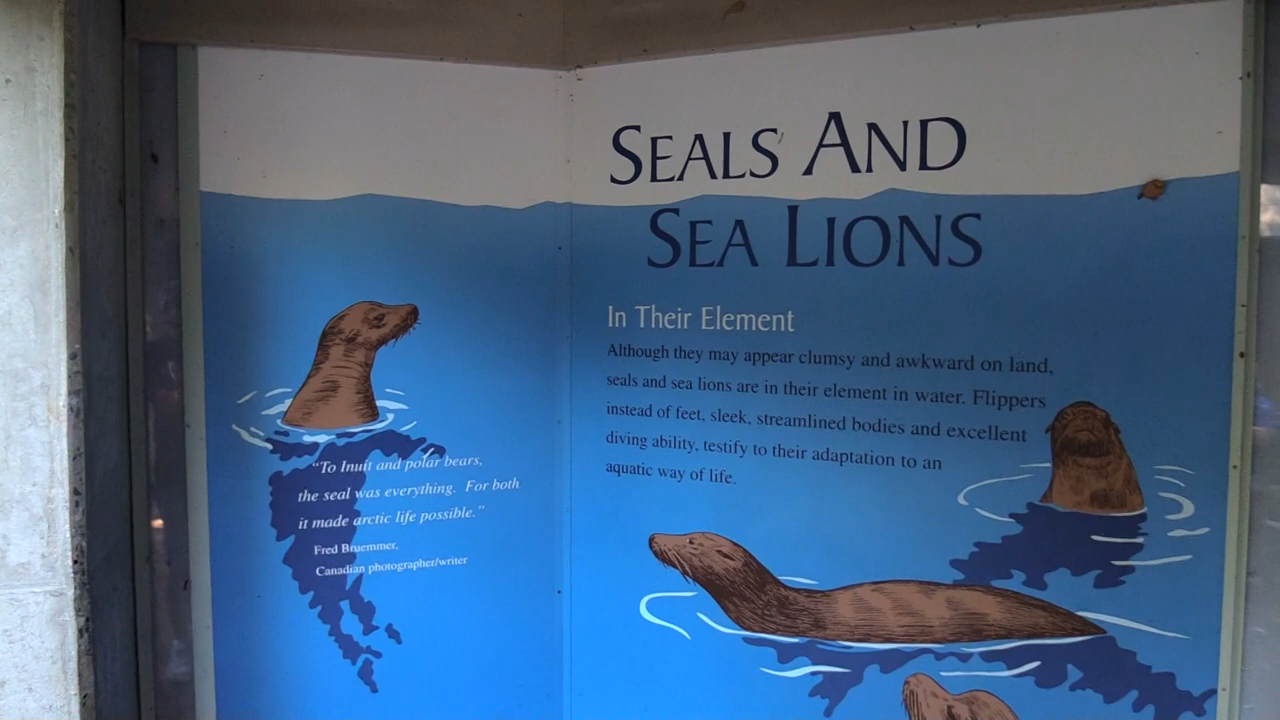 SEALS AND
SEA LIONS
In Their Element
Although they may appear clumsy and awkward on land,
seals and sea lions are in their element in water. Flippers
instead of feet, sleek, streamlined bodies and excellent
diving ability, testify to their adaptation to an
aquatic way of life.
"To Inuit and polar bears,
the seal was everything. For both
it made arctic life possible."
Fred Bruemmer,
Canadian photographer/writer